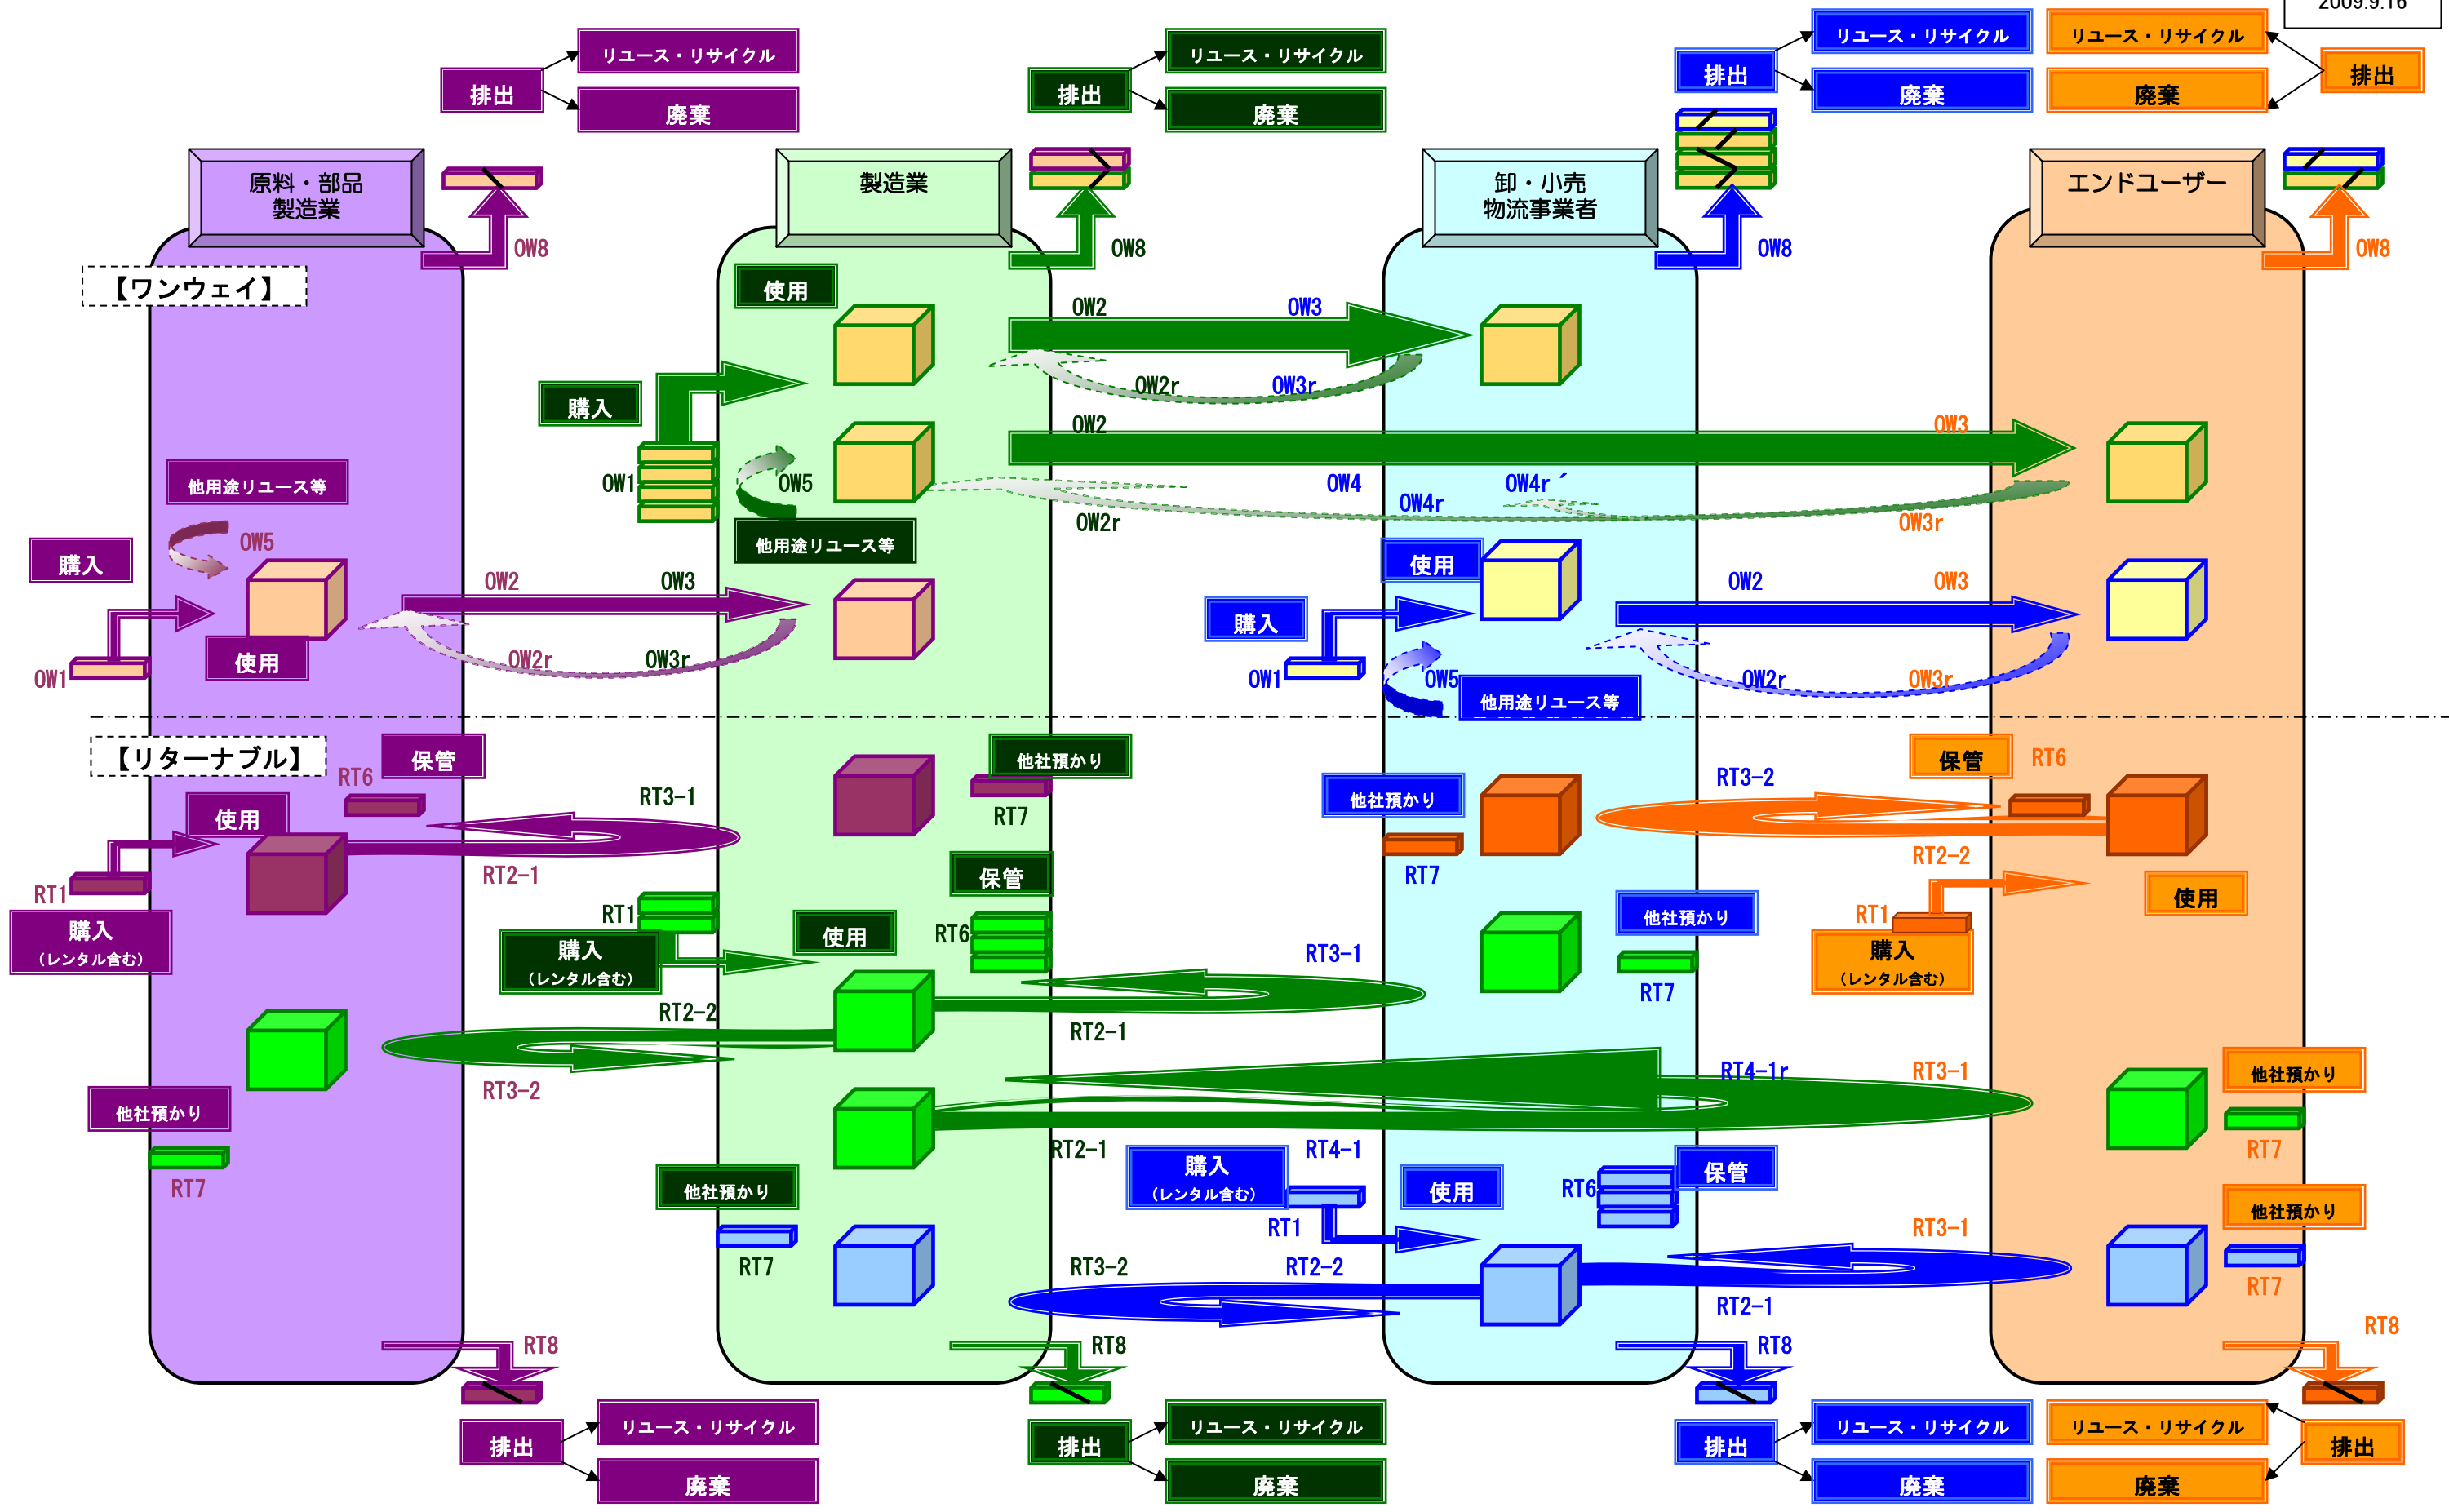 2009.9.16
リユース・リサイクル
排出
廃棄
リユース・リサイクル
排出
廃棄
リユース・リサイクル
排出
廃棄
リユース・リサイクル
排出
廃棄
原料・部品
製造業
製造業
卸・小売
物流事業者
エンドユーザー
OW8
OW8
OW8
OW8
【ワンウェイ】
使用
OW2
OW3
購入
OW2r
OW3r
OW2
OW3
OW1
OW5
OW4
OW4r´
OW4r
OW2r
OW3r
他用途リユース等
他用途リユース等
OW5
購入
使用
OW2
OW3
OW2r
OW3r
OW1
使用
購入
OW2
OW3
OW1
OW5
OW2r
OW3r
他用途リユース等
【リターナブル】
保管
RT6
使用
RT3-1
他社預かり
RT7
他社預かり
RT7
RT3-2
保管
RT6
RT2-2
RT1
購入
(レンタル含む)
RT2-1
保管
RT1
購入
(レンタル含む)
使用
RT6
RT3-1
他社預かり
RT7
RT1
購入
(レンタル含む)
使用
RT2-2
RT2-1
RT3-2
他社預かり
RT7
RT4-1r
RT3-1
他社預かり
RT7
RT2-1
RT4-1
購入
(レンタル含む)
使用
RT6
保管
他社預かり
RT7
RT1
RT3-1
他社預かり
RT7
RT3-2
RT2-2
RT2-1
RT8
RT8
RT8
RT8
リユース・リサイクル
排出
廃棄
リユース・リサイクル
排出
廃棄
リユース・リサイクル
排出
廃棄
リユース・リサイクル
排出
廃棄